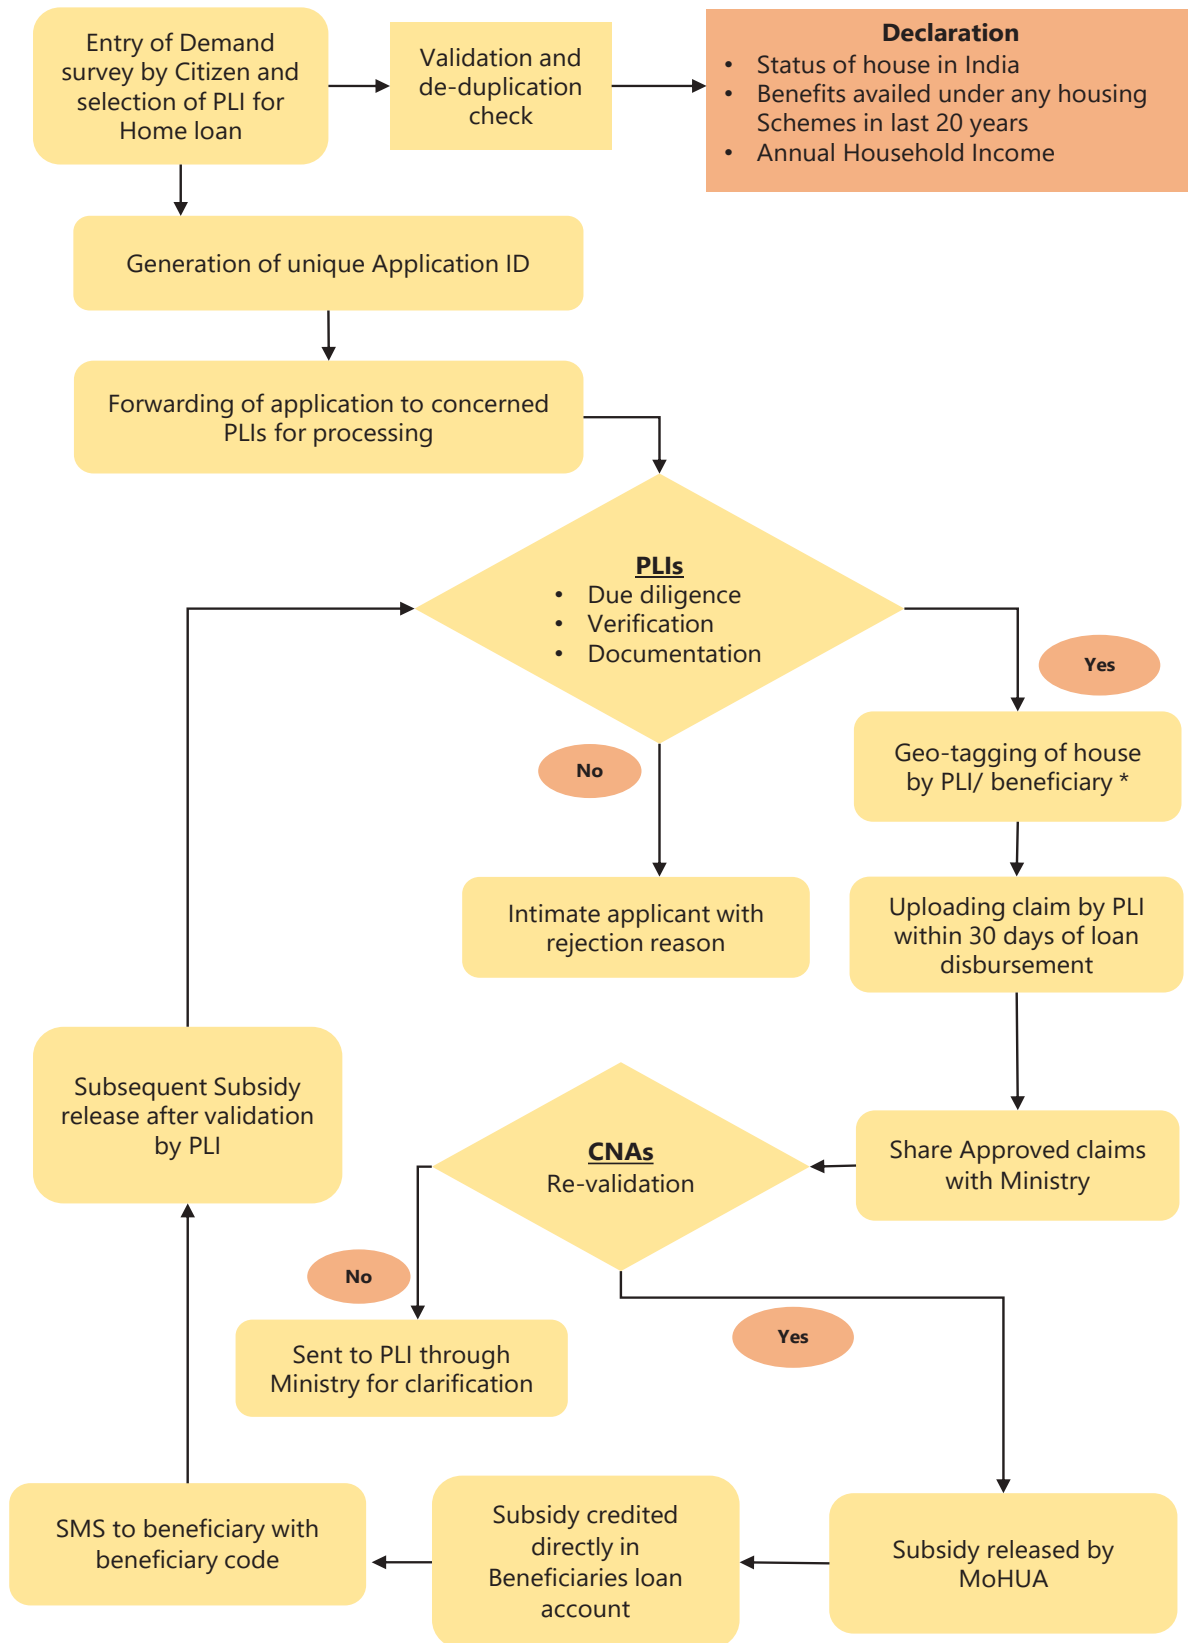 Entry of Demand
survey by Citizen and
selection of PLI for
Home loan
Validation and
de-duplication
check
Declaration
• Status of house in India
• Benefits availed under any housing
Schemes in last 20 years
• Annual Household Income
Generation of unique Application ID
Forwarding of application to concerned
PLIs for processing
PLIs
• Due diligence
• Verification
• Documentation
Yes
No
Geo-tagging of house
by PLI/ beneficiary *
Intimate applicant with
rejection reason
Uploading claim by PLI
within 30 days of loan
disbursement
Subsequent Subsidy
release after validation
by PLI
CNAs
Re-validation
Share Approved claims
with Ministry
No
Yes
Sent to PLI through
Ministry for clarification
SMS to beneficiary with
beneficiary code
Subsidy credited
directly in
Beneficiaries loan
account
Subsidy released by
MoHUA